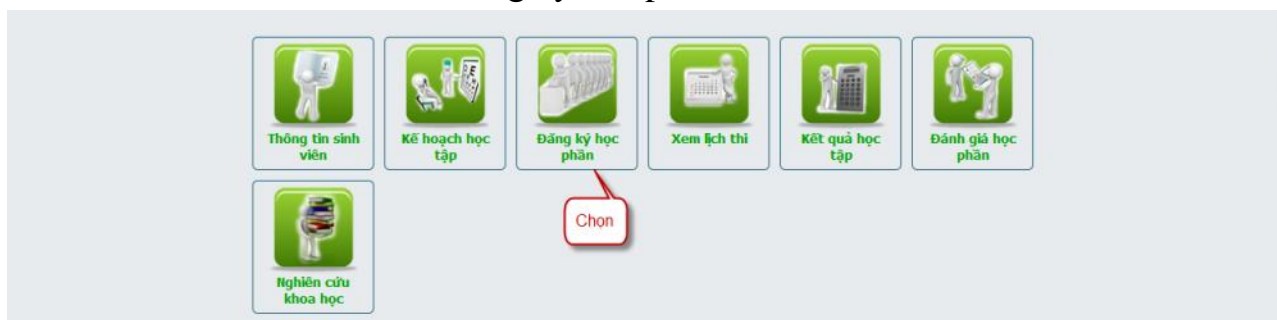 Thông tin sinh
viên
Kế hoạch học
tập
Đăng ký học
phần
Xem lịch thi
Kết quả học
tập
Đánh giá học
phần
Chọn
Nghiên cứu
khoa học